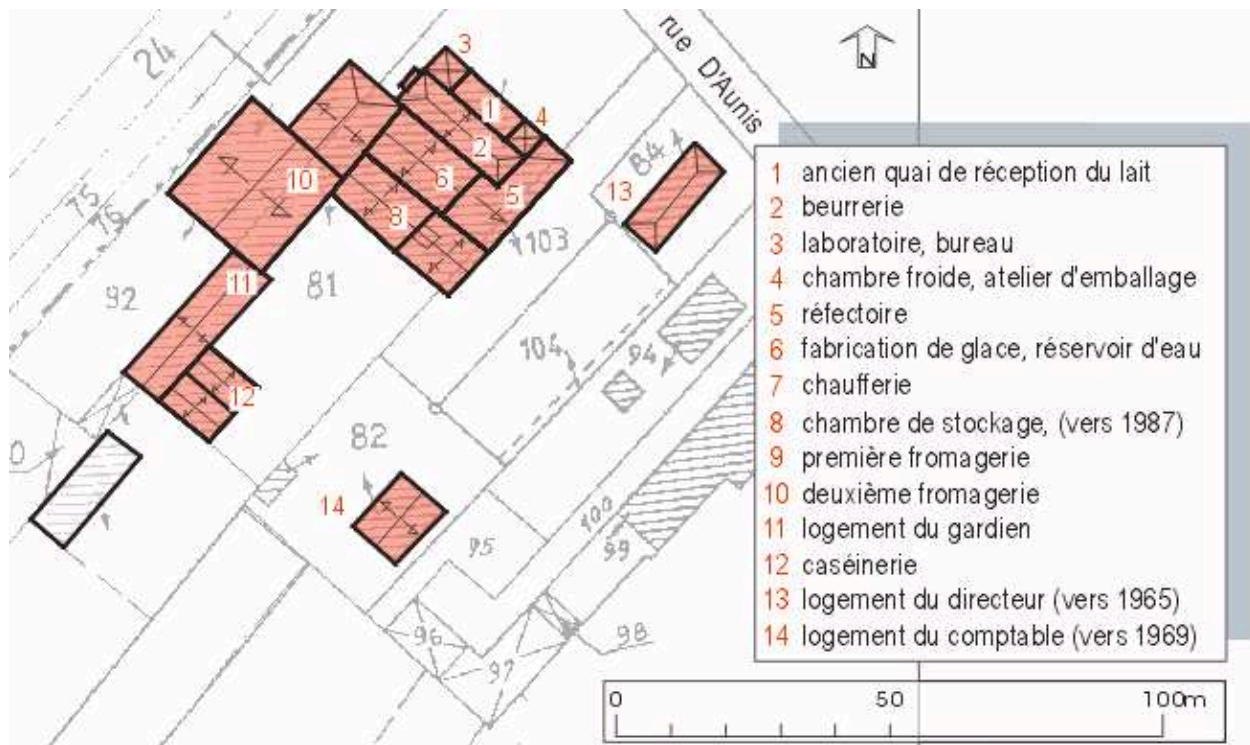 24
3
rue D'Aunis
N
1
4
84
2
10
6
5
13
75
76
8
103
11
81
92
104
94
12
82
14
100
95
99
96
98
97
1 ancien quai de réception du lait
2 beurrerie
3 laboratoire, bureau
4 chambre froide, atelier d'emballage
5 réfectoire
6 fabrication de glace, réservoir d'eau
7 chaufferie
8 chambre de stockage, (vers 1987)
9 première fromagerie
10 deuxième fromagerie
11 logement du gardien
12 caséinerie
13 logement du directeur (vers 1965)
14 logement du comptable (vers 1969)
0 50 100m